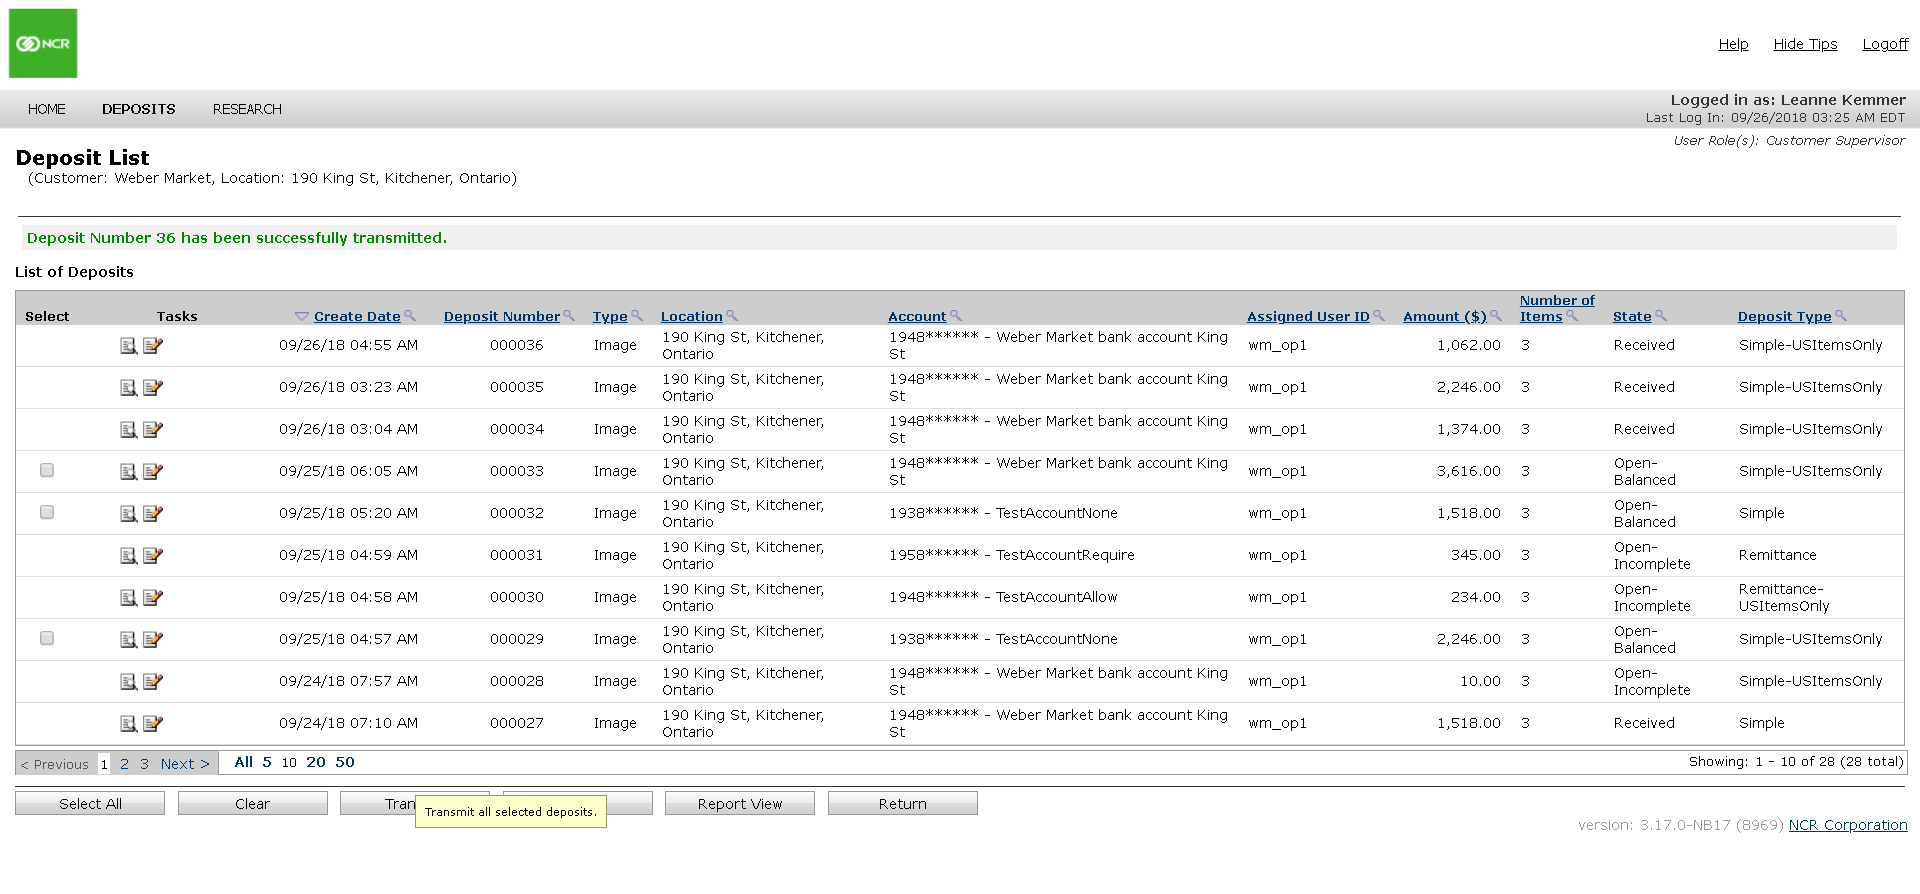 NCR
Help Hide Tips Logoff
HOME DEPOSITS RESEARCH
Logged in as: Leanne Kemmer
Last Log In: 09/26/2018 03:25 AM EDT
User Role(s): Customer Supervisor
Deposit List
(Customer: Weber Market, Location: 190 King St, Kitchener, Ontario)
Deposit Number 36 has been successfully transmitted.
List of Deposits
Select Tasks Create Date Deposit Number Type Location Account Assigned User ID Amount ($) Number of Items State Deposit Type
09/26/18 04:55 AM 000036 Image 190 King St, Kitchener, Ontario 1948****** - Weber Market bank account King St wm_op1 1,062.00 3 Received Simple-USItemsOnly
09/26/18 03:23 AM 000035 Image 190 King St, Kitchener, Ontario 1948****** - Weber Market bank account King St wm_op1 2,246.00 3 Received Simple-USItemsOnly
09/26/18 03:04 AM 000034 Image 190 King St, Kitchener, Ontario 1948****** - Weber Market bank account King St wm_op1 1,374.00 3 Received Simple-USItemsOnly
09/25/18 06:05 AM 000033 Image 190 King St, Kitchener, Ontario 1948****** - Weber Market bank account King St wm_op1 3,616.00 3 Open-Balanced Simple-USItemsOnly
09/25/18 05:20 AM 000032 Image 190 King St, Kitchener, Ontario 1938****** - TestAccountNone wm_op1 1,518.00 3 Open-Balanced Simple
09/25/18 04:59 AM 000031 Image 190 King St, Kitchener, Ontario 1958****** - TestAccountRequire wm_op1 345.00 3 Open-Incomplete Remittance
09/25/18 04:58 AM 000030 Image 190 King St, Kitchener, Ontario 1948****** - TestAccountAllow wm_op1 234.00 3 Open-Incomplete Remittance-USItemsOnly
09/25/18 04:57 AM 000029 Image 190 King St, Kitchener, Ontario 1938****** - TestAccountNone wm_op1 2,246.00 3 Open-Balanced Simple-USItemsOnly
09/24/18 07:57 AM 000028 Image 190 King St, Kitchener, Ontario 1948****** - Weber Market bank account King St wm_op1 10.00 3 Open-Incomplete Simple-USItemsOnly
09/24/18 07:10 AM 000027 Image 190 King St, Kitchener, Ontario 1948****** - Weber Market bank account King St wm_op1 1,518.00 3 Received Simple
< Previous 1 2 3 Next > All 5 10 20 50 Showing: 1 - 10 of 28 (28 total)
Select All Clear Tran Report View Return
Transmit all selected deposits.
version: 3.17.0-NB17 (8969) NCR Corporation